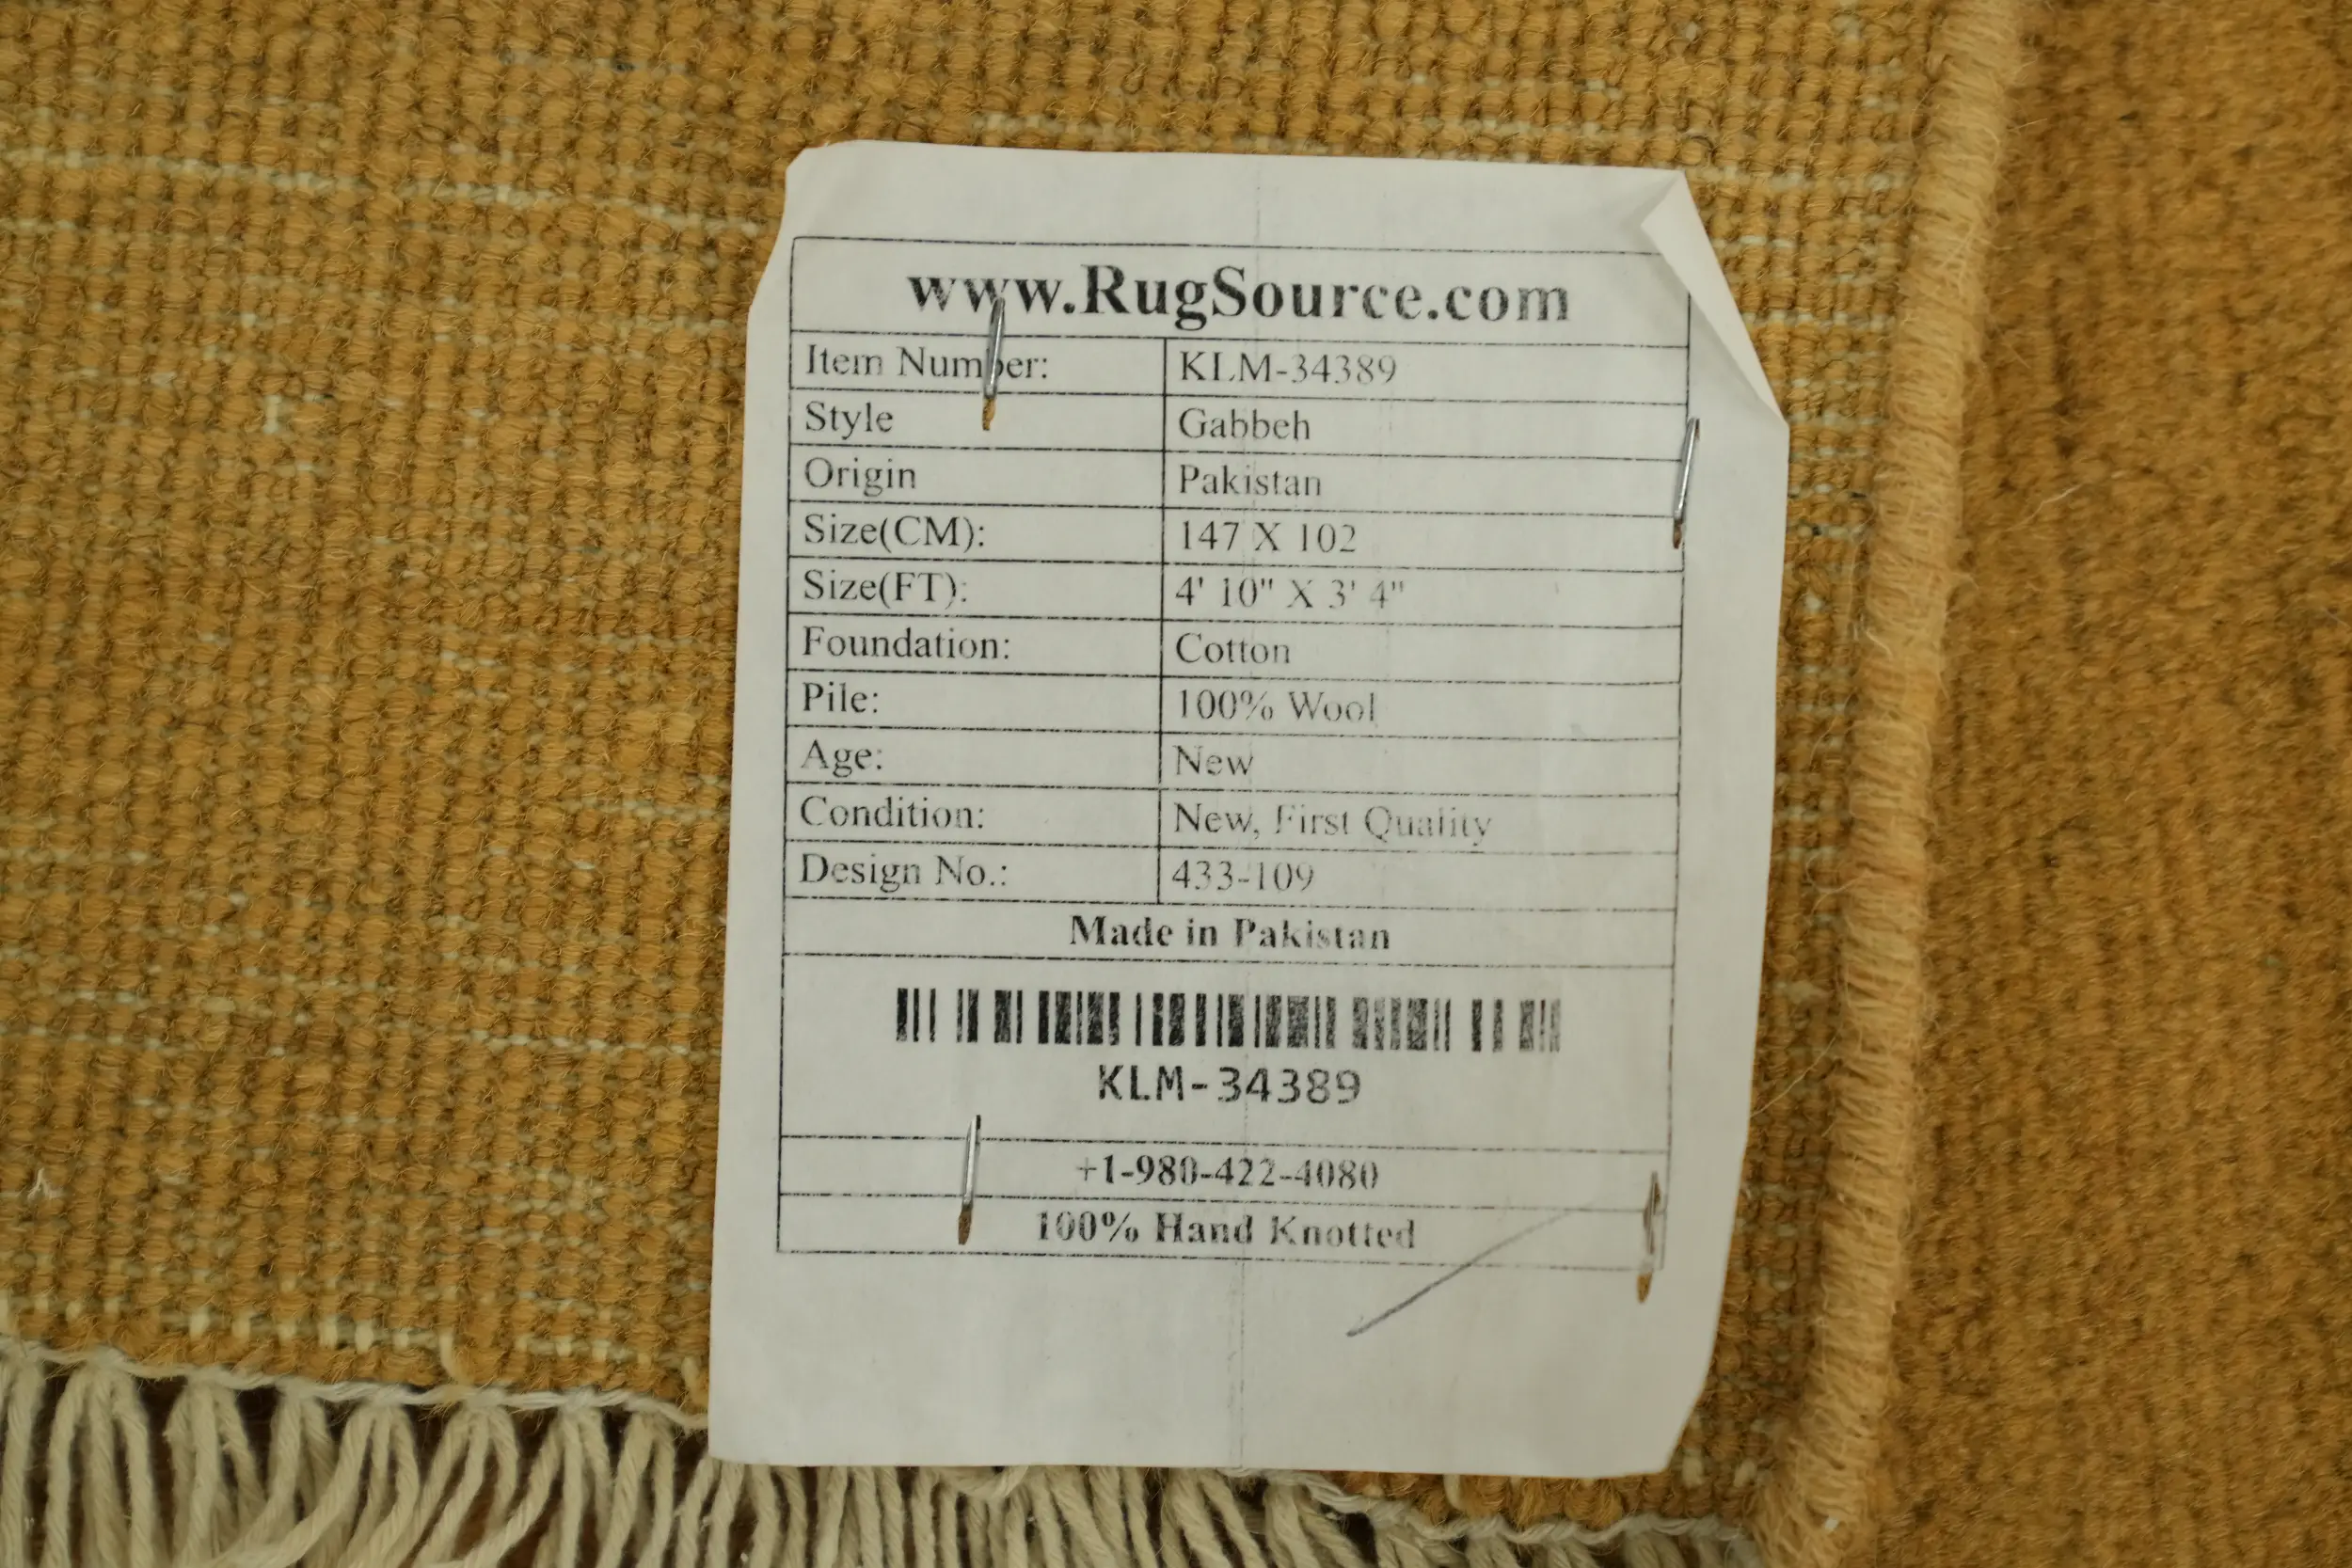 www.RugSource.com
Item Number: KLM-34389
Style Gabbeh
Origin Pakistan
Size(CM): 147 X 102
Size(FT): 4' 10" X 3' 4"
Foundation: Cotton
Pile: 100% Wool
Age: New
Condition: New, First Quality
Design No.: 433-109
Made in Pakistan
KLM-34389
+1-980-422-4080
100% Hand Knotted